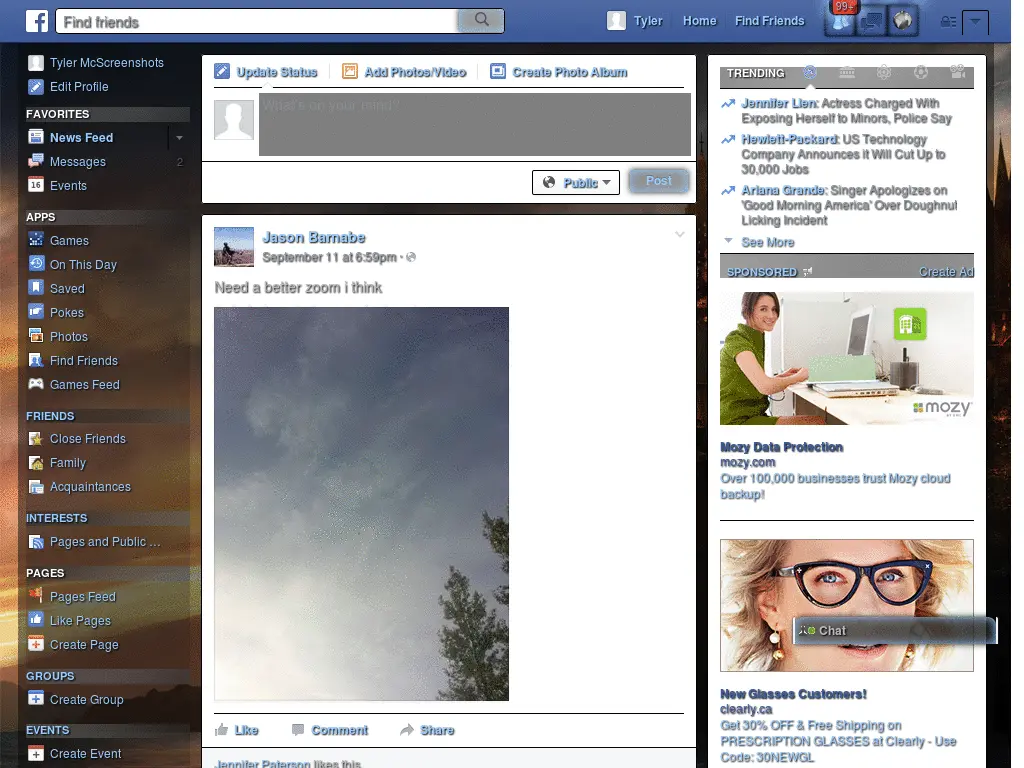 Find friends
Tyler
Home
Find Friends
99+
Tyler McScreenshots
Edit Profile
FAVORITES
News Feed
Messages 2
16 Events
APPS
Games
On This Day
Saved
Pokes
Photos
Find Friends
Games Feed
FRIENDS
Close Friends
Family
Acquaintances
INTERESTS
Pages and Public ...
PAGES
Pages Feed
Like Pages
Create Page
GROUPS
Create Group
EVENTS
Create Event
Update Status
Add Photos/Video
Create Photo Album
What's on your mind?
Public
Post
Jason Barnabe
September 11 at 6:59pm ·
Need a better zoom i think
Like
Comment
Share
Jennifer Paterson likes this.
TRENDING
Jennifer Lien: Actress Charged With
Exposing Herself to Minors, Police Say
Hewlett-Packard: US Technology
Company Announces It Will Cut Up to
30,000 Jobs
Ariana Grande: Singer Apologizes on
'Good Morning America' Over Doughnut
Licking Incident
See More
SPONSORED
Create Ad
mozy
Mozy Data Protection
mozy.com
Over 100,000 businesses trust Mozy cloud
backup!
Chat
New Glasses Customers!
clearly.ca
Get 30% OFF & Free Shipping on
PRESCRIPTION GLASSES at Clearly - Use
Code: 30NEWGL